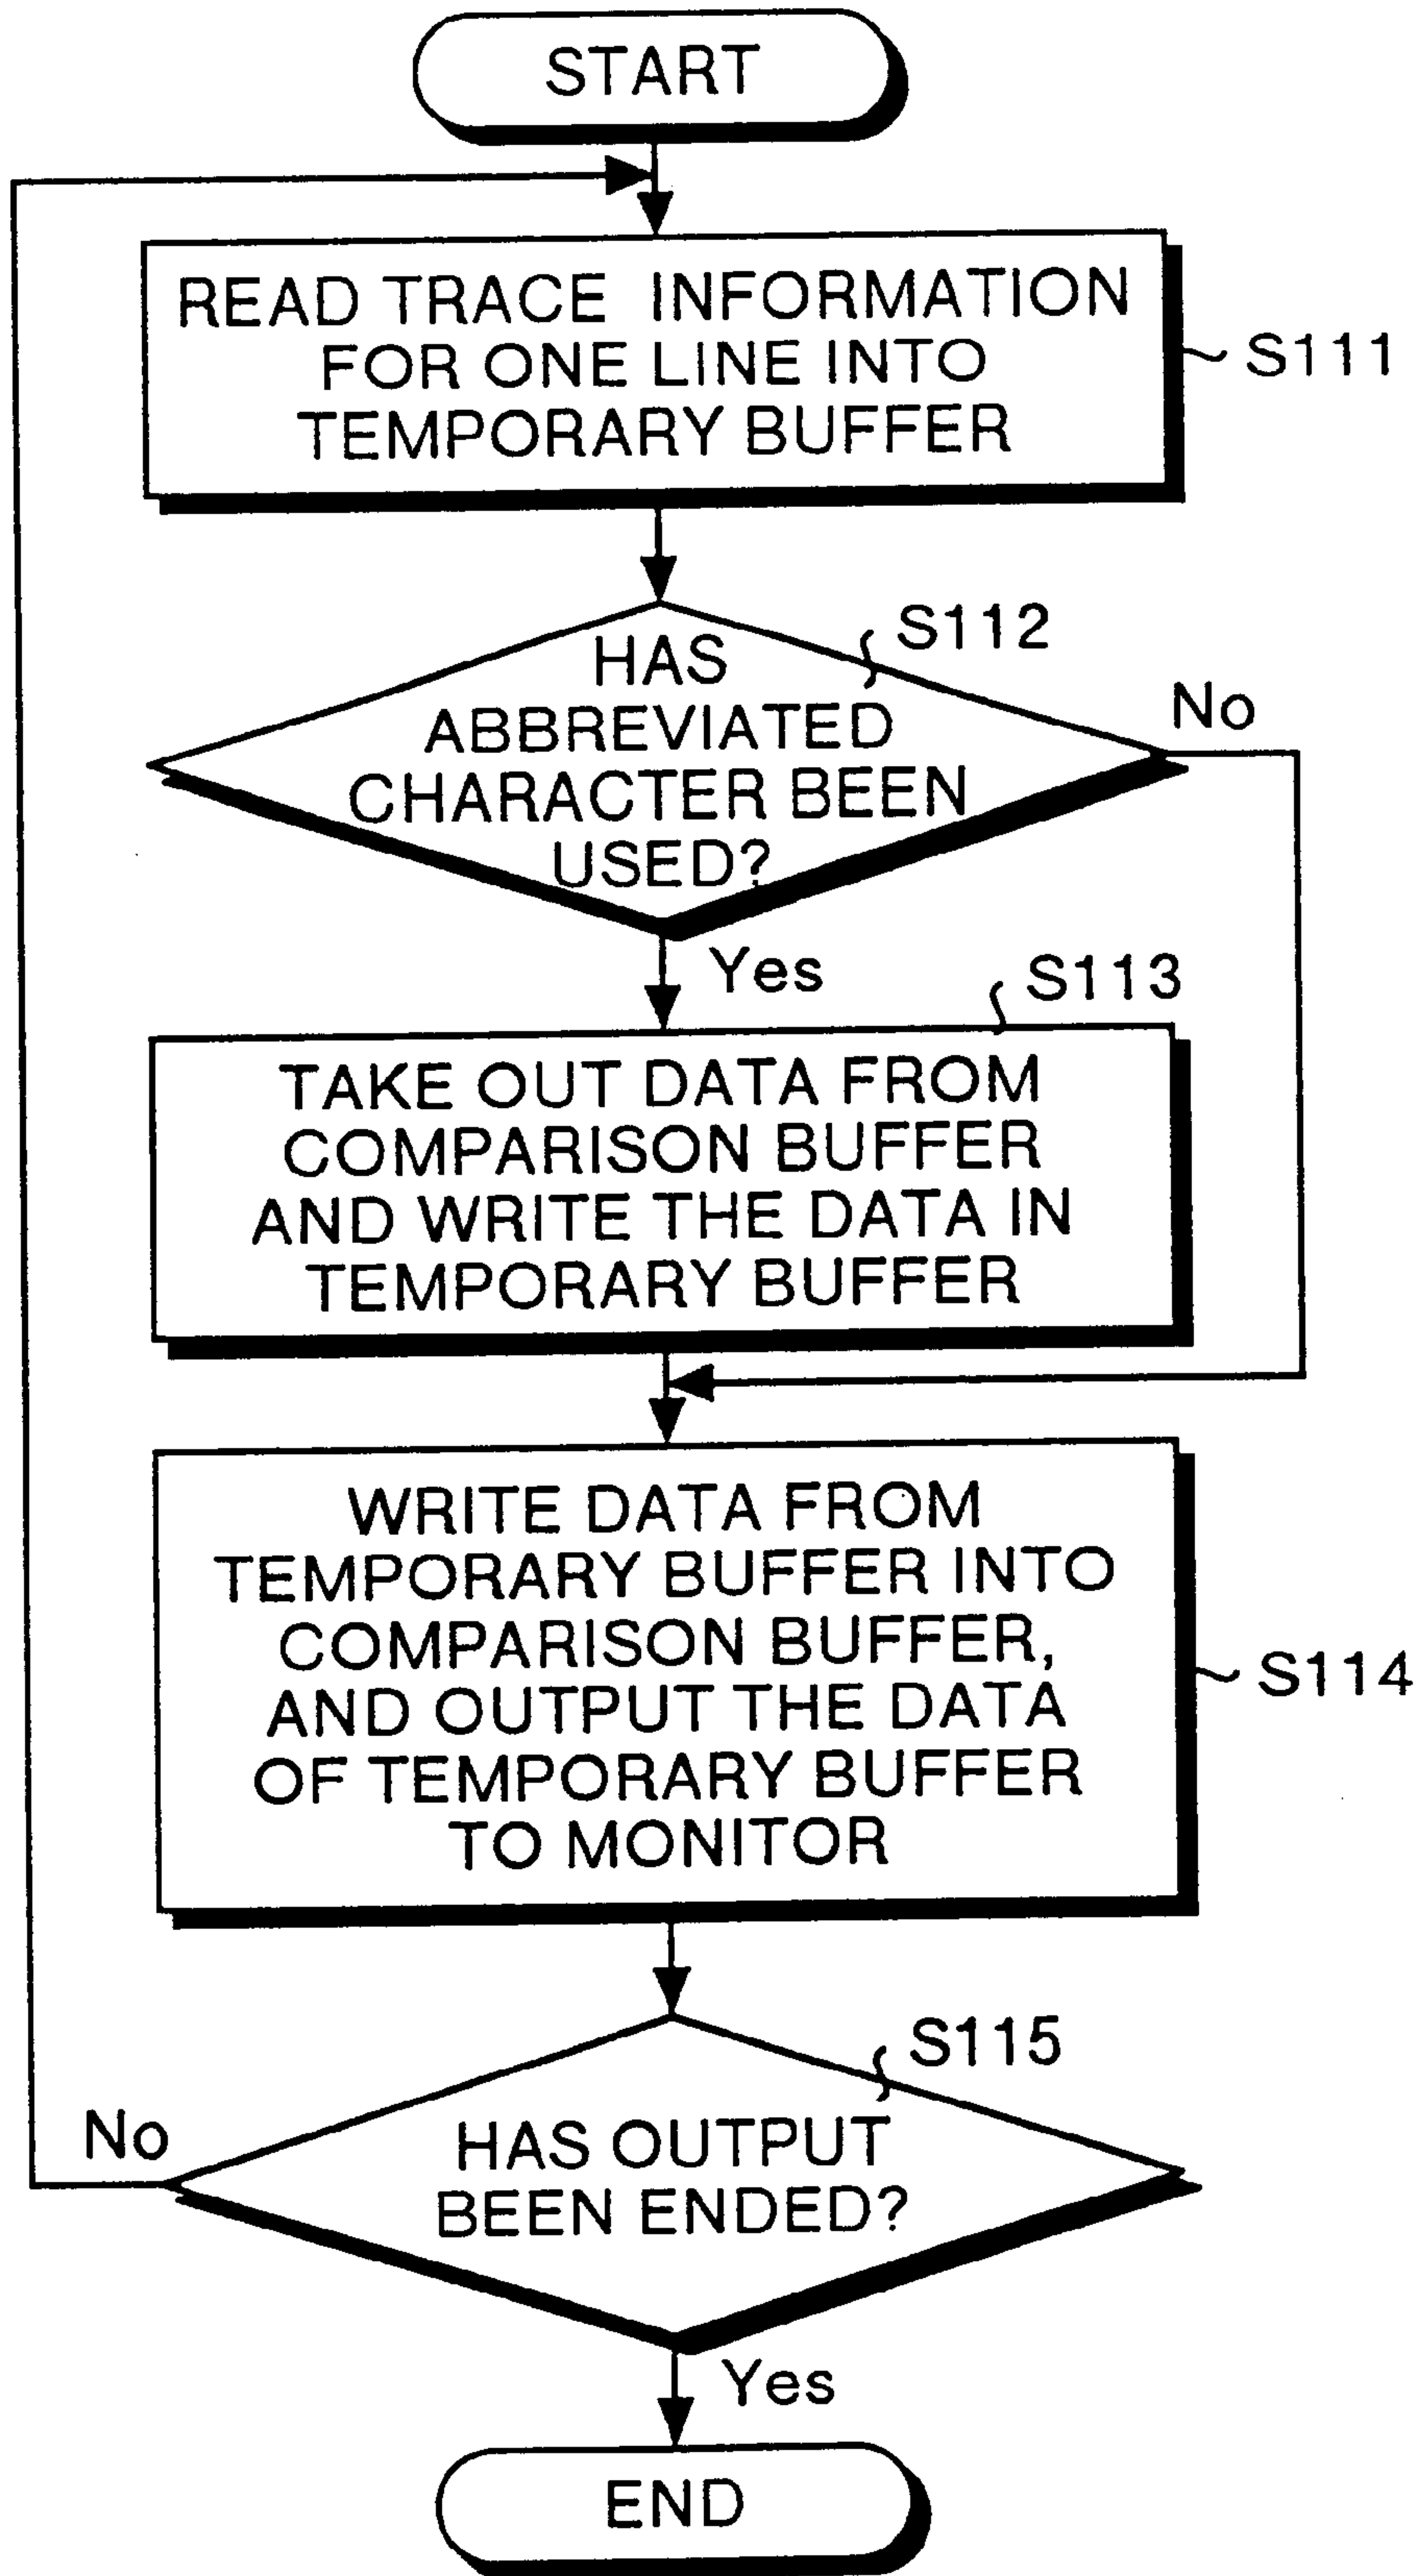 START
READ TRACE INFORMATION
FOR ONE LINE INTO
TEMPORARY BUFFER
S111
S112
HAS
ABBREVIATED
CHARACTER BEEN
USED?
No
Yes
S113
TAKE OUT DATA FROM
COMPARISON BUFFER
AND WRITE THE DATA IN
TEMPORARY BUFFER
WRITE DATA FROM
TEMPORARY BUFFER INTO
COMPARISON BUFFER,
AND OUTPUT THE DATA
OF TEMPORARY BUFFER
TO MONITOR
S114
S115
HAS OUTPUT
BEEN ENDED?
No
Yes
END